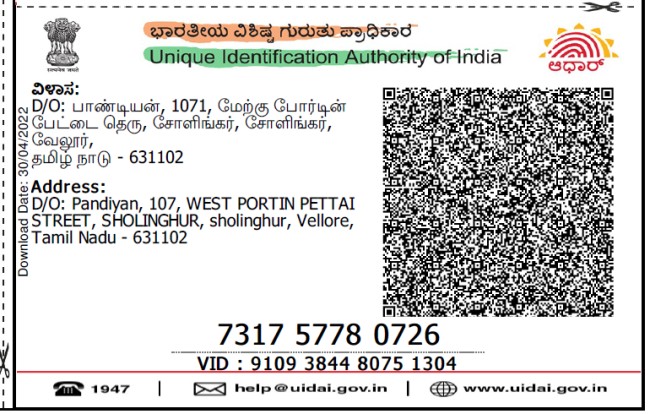 ಭಾರತೀಯ ವಿಶಿಷ್ಟ ಗುರುತು ಪ್ರಾಧಿಕಾರ
Unique Identification Authority of India
ಆಧಾರ್
ವಿಳಾಸ:
D/O: பாண்டியன், 1071, மேற்கு போர்டின்
பேட்டை தெரு, சோளிங்கர், சோளிங்கர்,
வேலூர்,
தமிழ் நாடு - 631102
Address:
D/O: Pandiyan, 107, WEST PORTIN PETTAI
STREET, SHOLINGHUR, sholinghur, Vellore,
Tamil Nadu - 631102
Download Date: 30/04/2022
7317 5778 0726
VID : 9109 3844 8075 1304
1947 | help@uidai.gov.in | www.uidai.gov.in